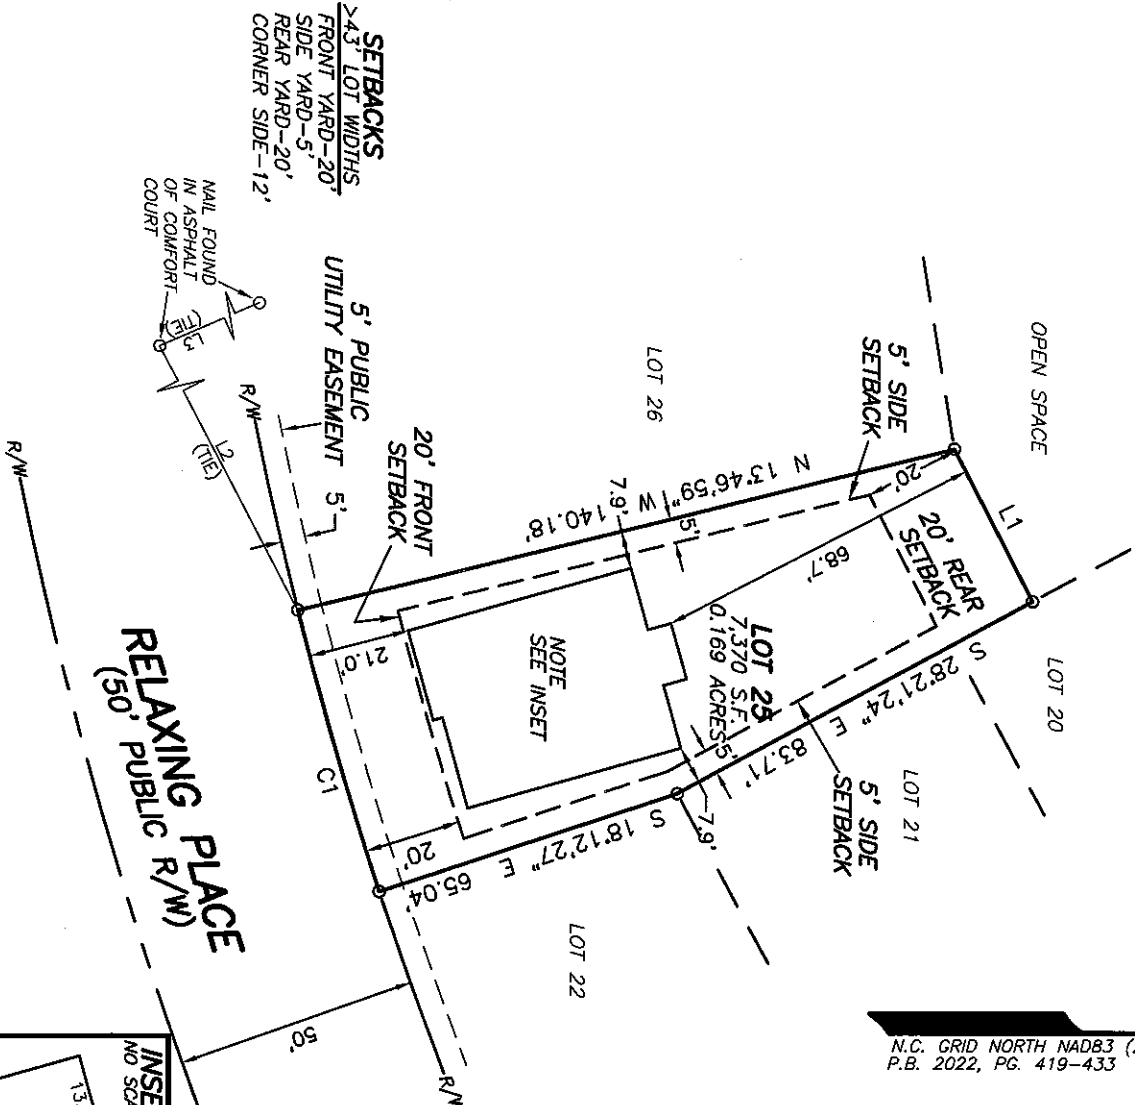 SETBACKS
>43' LOT WIDTHS
FRONT YARD-20'
SIDE YARD-5'
REAR YARD-20'
CORNER SIDE-12'
NAIL FOUND
IN ASPHALT
OF COMFORT
COURT
L3
(TIE)
L2
(TIE)
R/W
R/W
5' PUBLIC
UTILITY EASEMENT
5'
20' FRONT
SETBACK
LOT 26
5' SIDE
SETBACK
OPEN SPACE
N 13°46'59" W 140.18'
5'
7.9'
20'
L1
20' REAR
SETBACK
68.7'
LOT 25
7,370 S.F.
0.169 ACRES
5'
NOTE
SEE INSET
21.0'
S 28°21'24" E
83.71'
LOT 20
LOT 21
5' SIDE
SETBACK
7.9'
S 18°12'27" E
65.04'
20'
C1
LOT 22
RELAXING PLACE
(50' PUBLIC R/W)
50'
R/W
N.C. GRID NORTH NAD83
P.B. 2022, PG. 419-433
INSE
NO SCA
13.